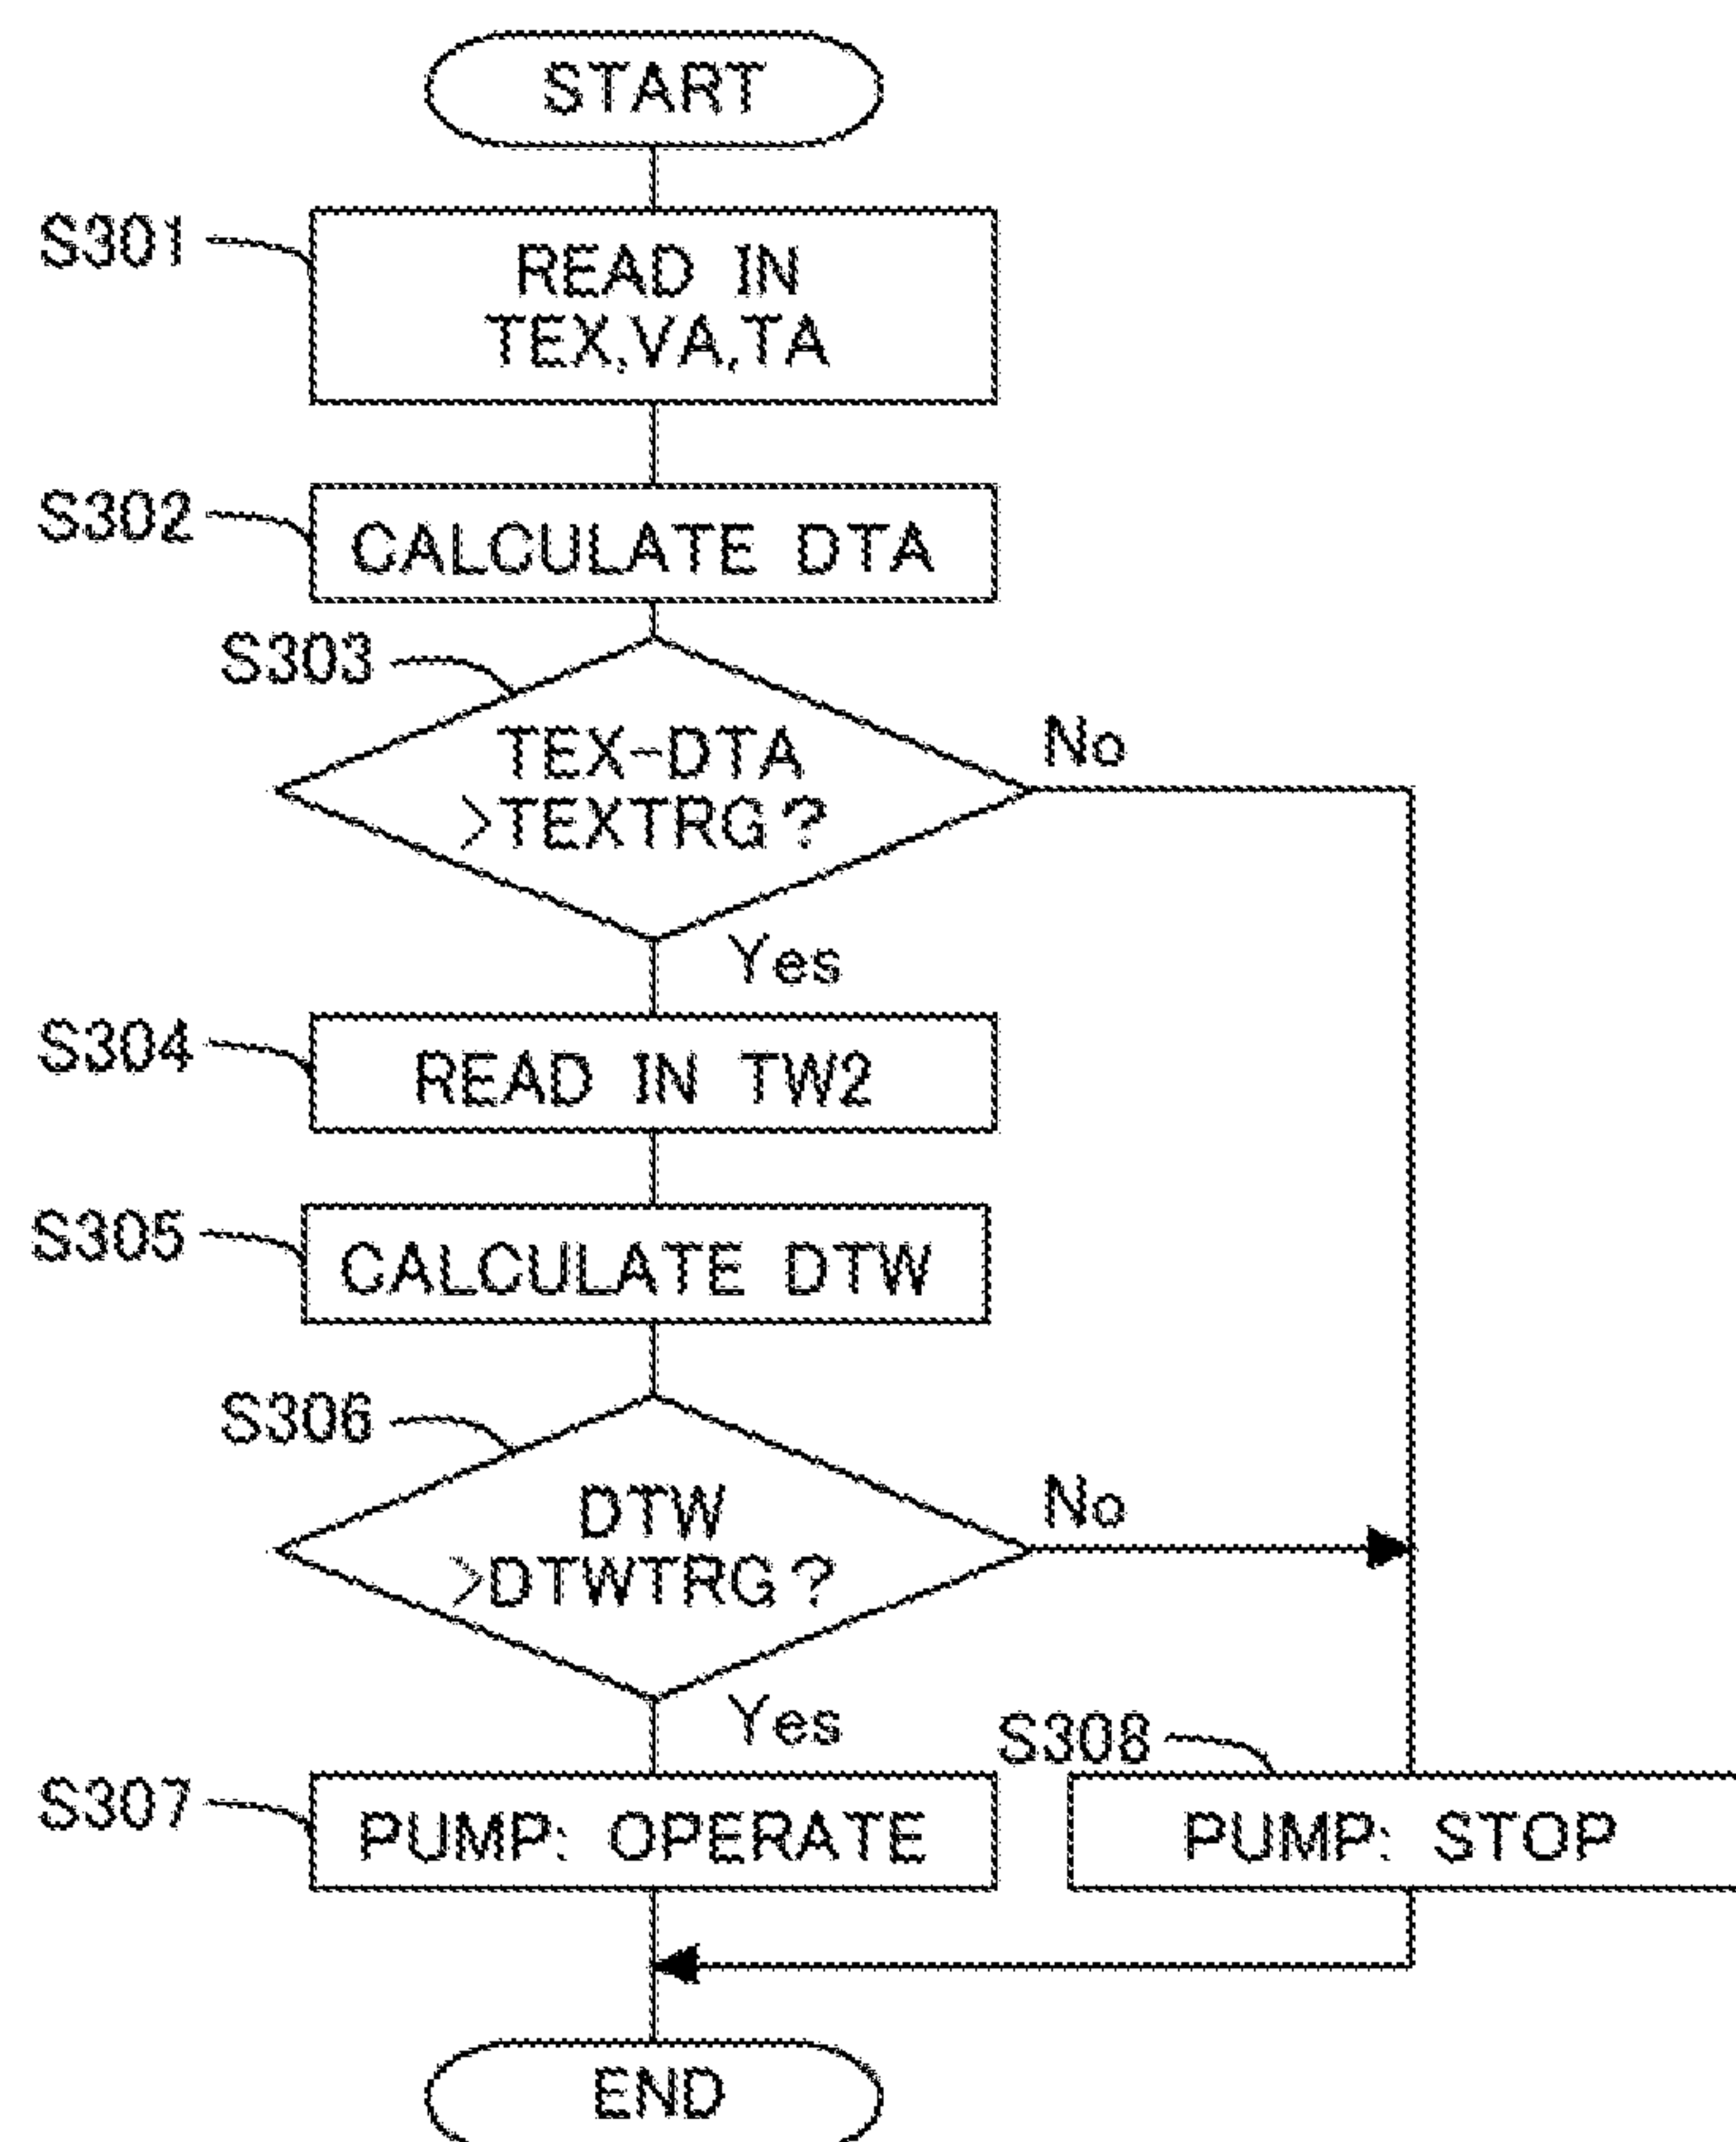 START
S301
READ IN
TEX,VA,TA
S302
CALCULATE DTA
S303
TEX-DTA
>TEXTRG?
No
Yes
S304
READ IN TW2
S305
CALCULATE DTW
S306
DTW
>DTWTRG?
No
Yes
S307
PUMP: OPERATE
S308
PUMP: STOP
END